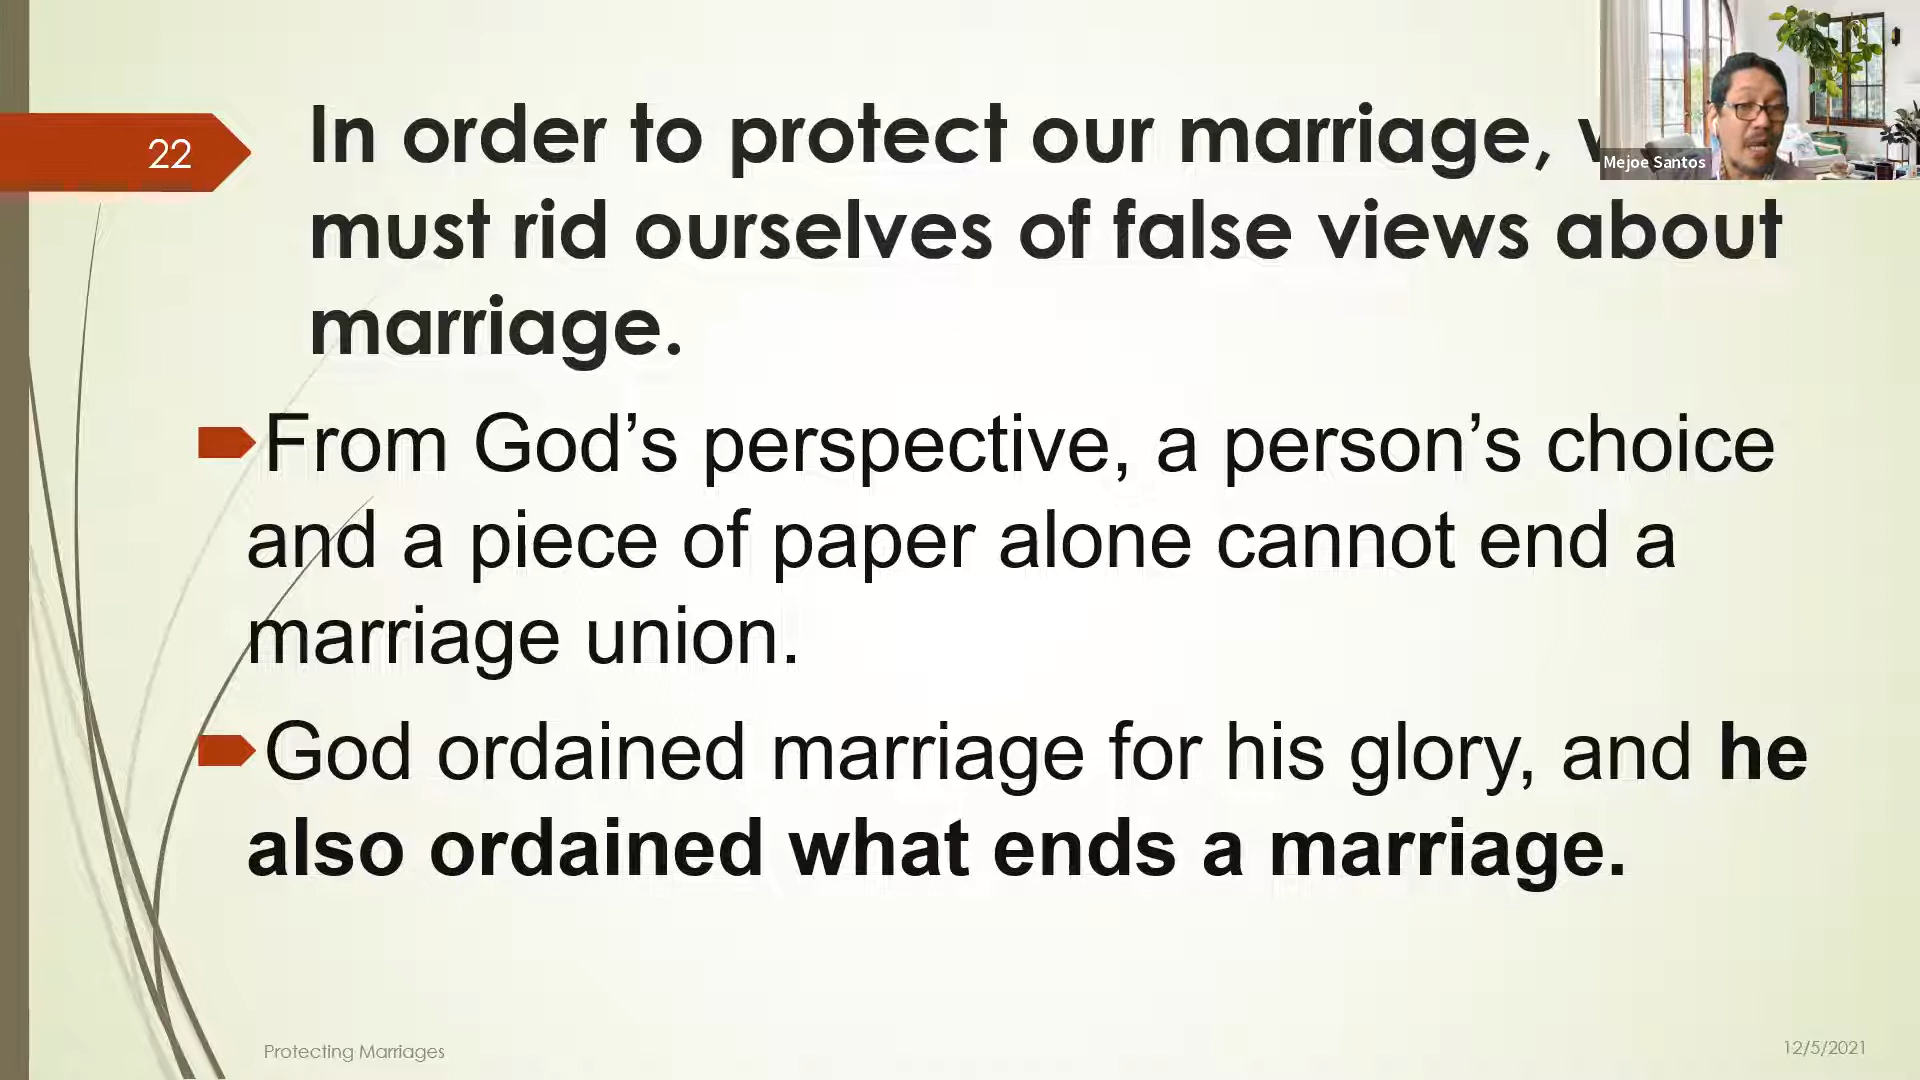 22
In order to protect our marriage,
must rid ourselves of false views about
marriage.
From God’s perspective, a person’s choice
and a piece of paper alone cannot end a
marriage union.
God ordained marriage for his glory, and he
also ordained what ends a marriage.
Mejoe Santos
Protecting Marriages
12/5/2021